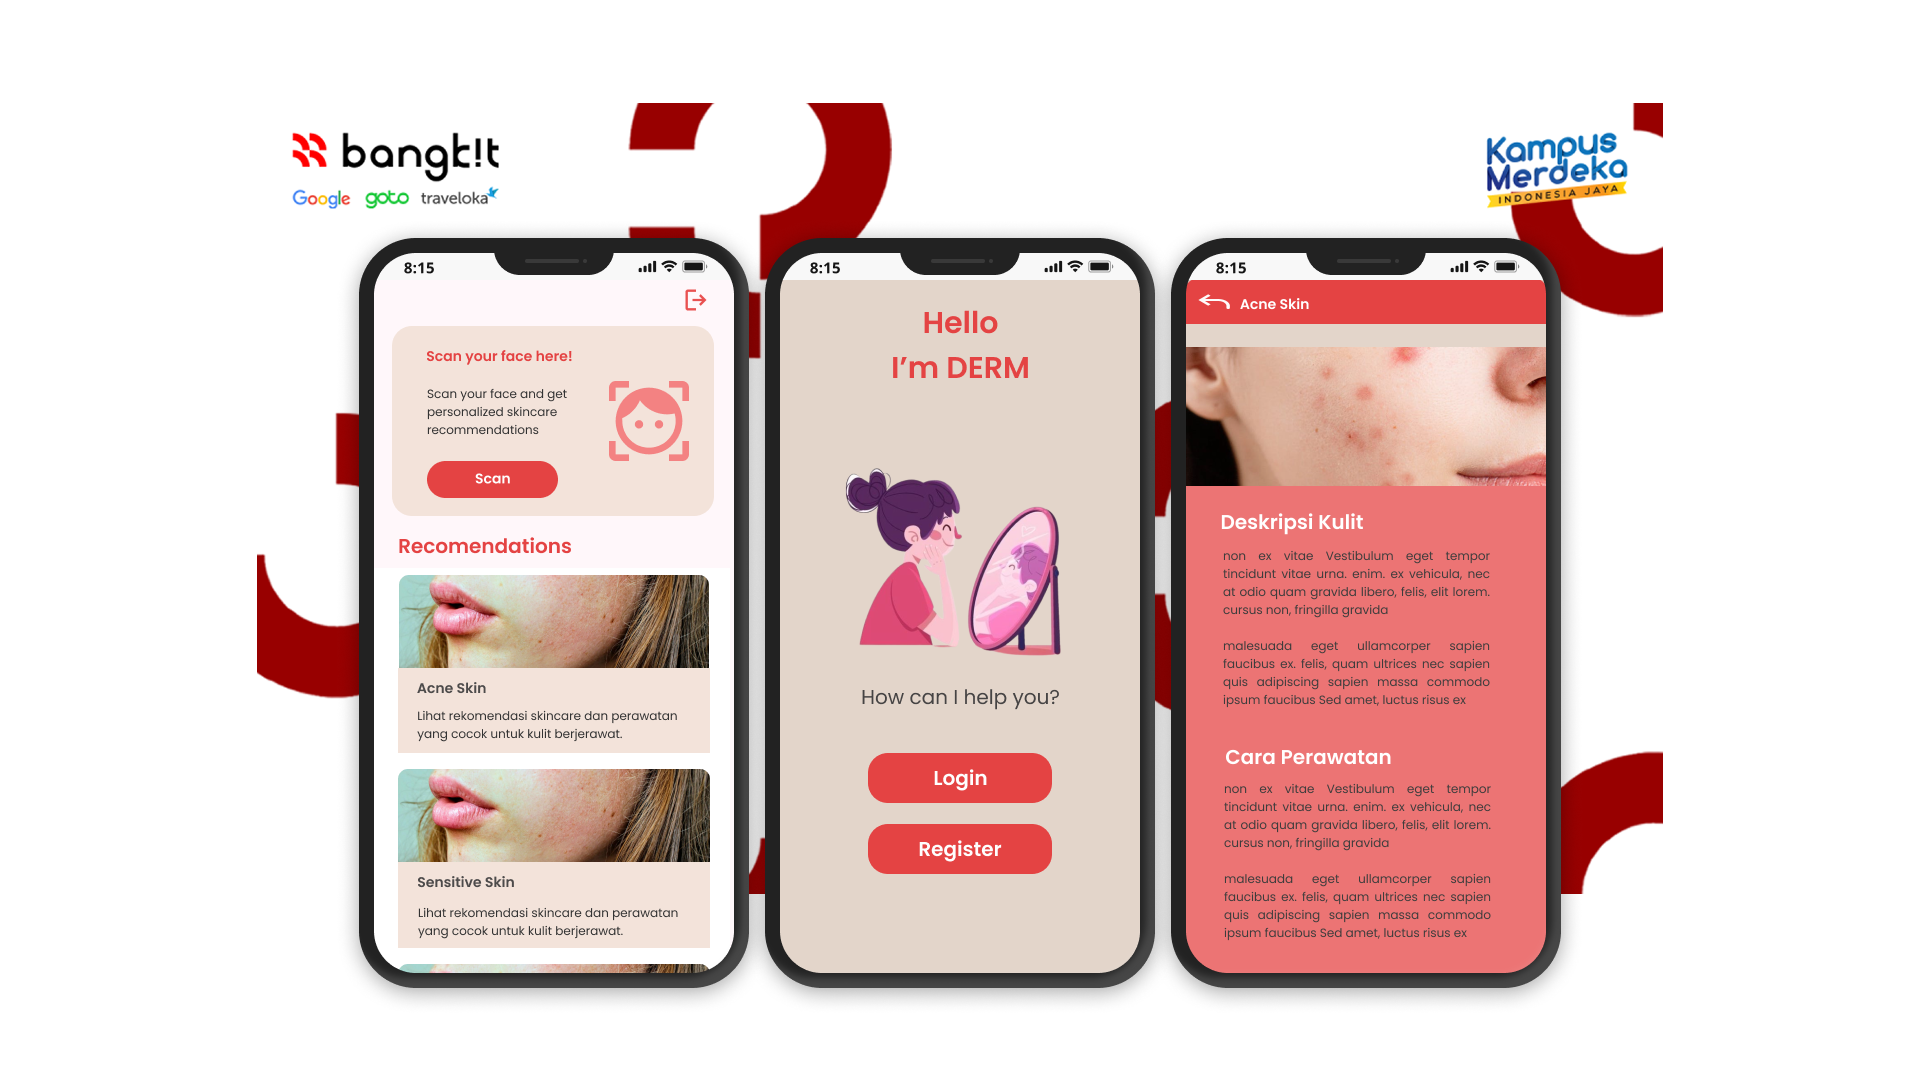 bangk!t
Google goto traveloka
Kampus
Merdeka
INDONESIA JAYA
8:15
Scan your face here!
Scan your face and get
personalized skincare
recommendations
Scan
Recomendations
Acne Skin
Lihat rekomendasi skincare dan perawatan
yang cocok untuk kulit berjerawat.
Sensitive Skin
Lihat rekomendasi skincare dan perawatan
yang cocok untuk kulit berjerawat.
8:15
Hello
I'm DERM
How can I help you?
Login
Register
8:15
Acne Skin
Deskripsi Kulit
non ex vitae Vestibulum eget tempor
tincidunt vitae urna. enim. ex vehicula, nec
at odio quam gravida libero, felis, elit lorem.
cursus non, fringilla gravida
malesuada eget ullamcorper sapien
faucibus ex. felis, quam ultrices nec sapien
quis adipiscing sapien massa commodo
ipsum faucibus Sed amet, luctus risus ex
Cara Perawatan
non ex vitae Vestibulum eget tempor
tincidunt vitae urna. enim. ex vehicula, nec
at odio quam gravida libero, felis, elit lorem.
cursus non, fringilla gravida
malesuada eget ullamcorper sapien
faucibus ex. felis, quam ultrices nec sapien
quis adipiscing sapien massa commodo
ipsum faucibus Sed amet, luctus risus ex